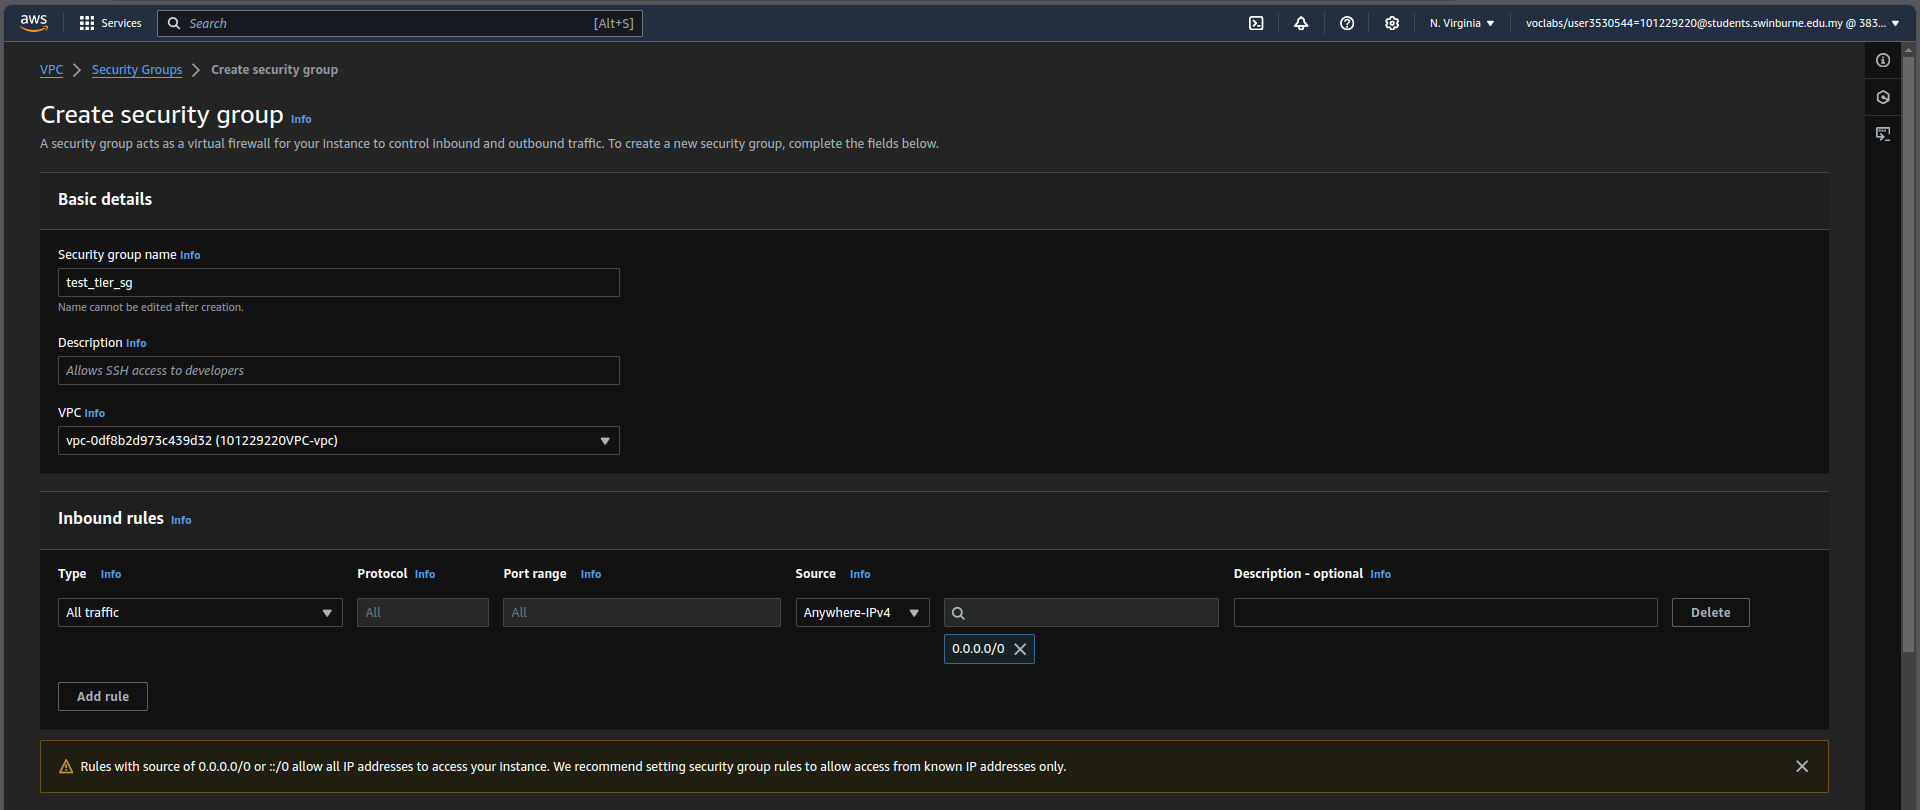 aws Services Search [Alt+S] N. Virginia voclabs/user3530544=101229220@students.swinburne.edu.my @ 383...
VPC Security Groups Create security group
Create security group Info
A security group acts as a virtual firewall for your instance to control inbound and outbound traffic. To create a new security group, complete the fields below.
Basic details
Security group name Info
test_tier_sg
Name cannot be edited after creation.
Description Info
Allows SSH access to developers
VPC Info
vpc-0df8b2d973c439d32 (101229220VPC-vpc)
Inbound rules Info
Type Info Protocol Info Port range Info Source Info Description - optional Info
All traffic All All Anywhere-IPv4 Delete
0.0.0.0/0
Add rule
Rules with source of 0.0.0.0/0 or ::/0 allow all IP addresses to access your instance. We recommend setting security group rules to allow access from known IP addresses only.